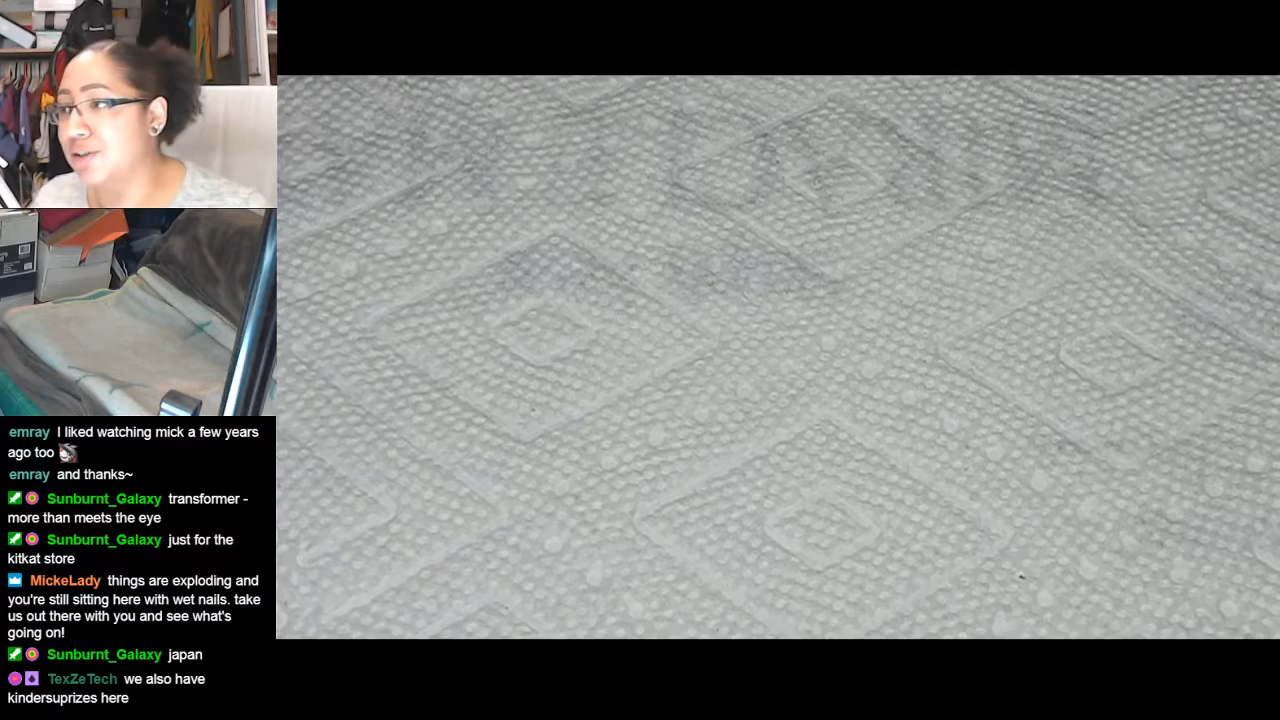 emray I liked watching mick a few years
ago too
emray and thanks~
Sunburnt_Galaxy transformer -
more than meets the eye
Sunburnt_Galaxy just for the
kitkat store
MickeLady things are exploding and
you're still sitting here with wet nails. take
us out there with you and see what's
going on!
Sunburnt_Galaxy japan
TexZeTech we also have
kindersuprizes here